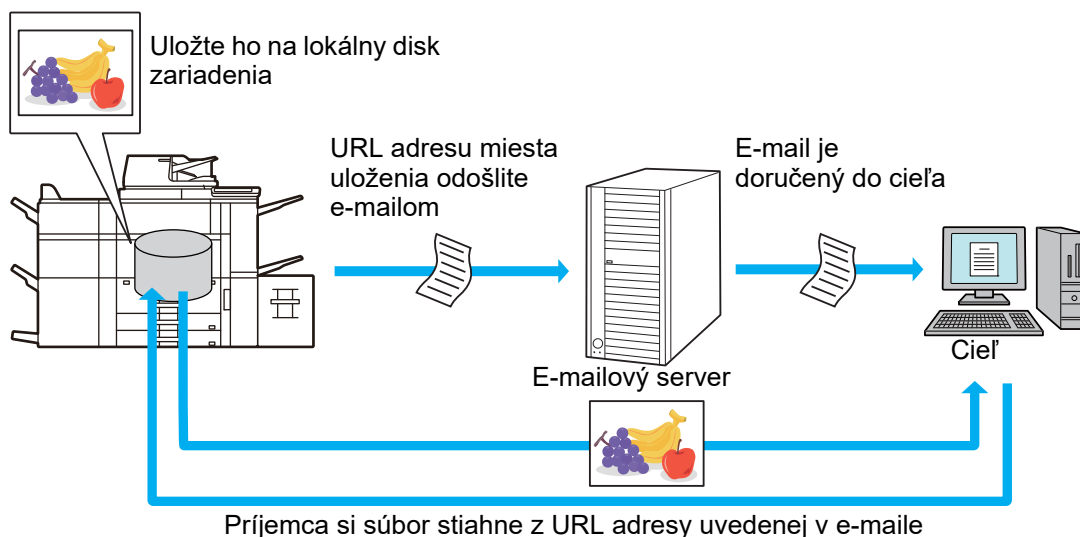 Uložte ho na lokálny disk
zariadenia
URL adresu miesta
uloženia odošlite
e-mailom
E-mail je
doručený do cieľa
E-mailový server
Cieľ
Príjemca si súbor stiahne z URL adresy uvedenej v e-maile